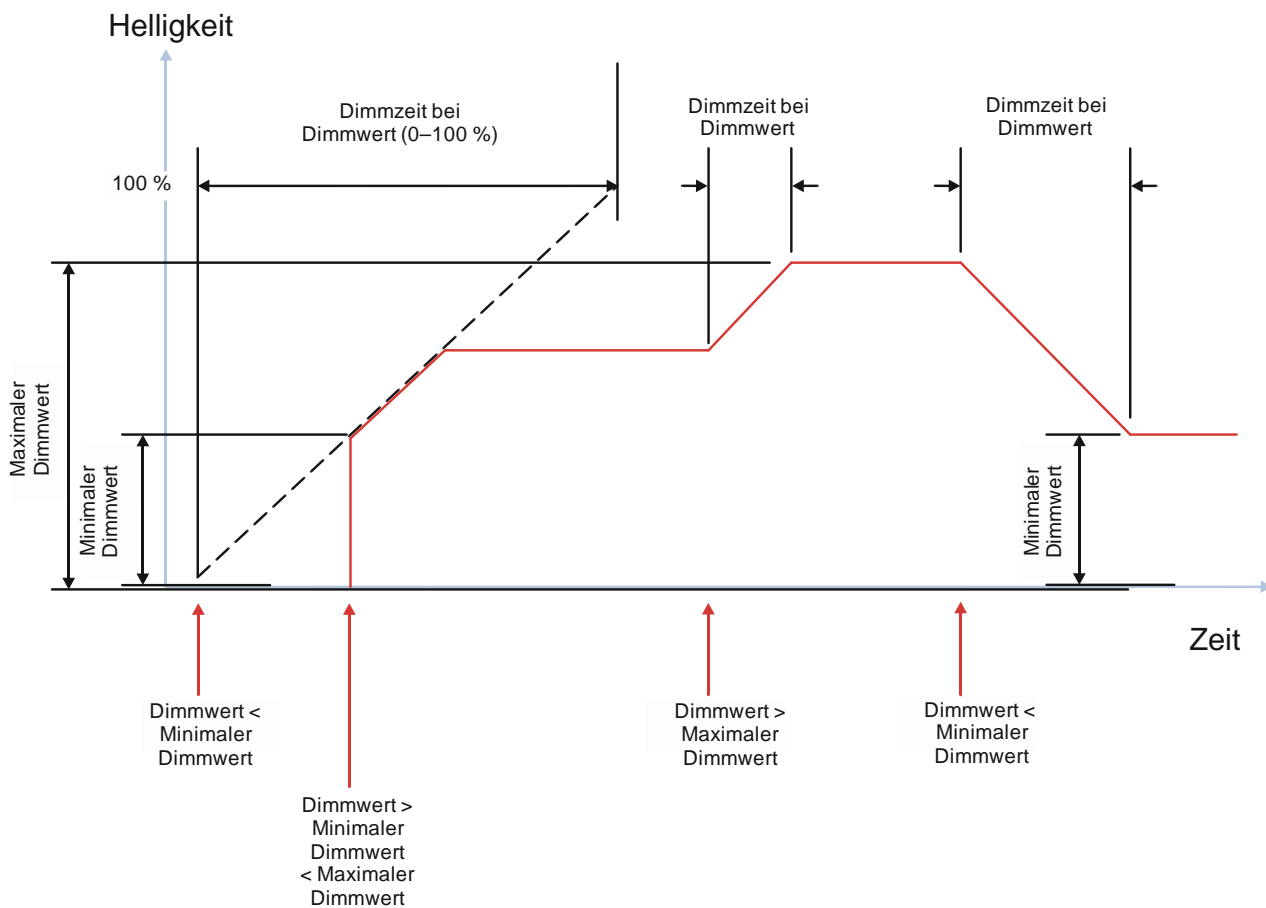 Helligkeit
Dimmzeit bei
Dimmwert (0–100 %)
Dimmzeit bei
Dimmwert
Dimmzeit bei
Dimmwert
100 %
Maximaler
Dimmwert
Minimaler
Dimmwert
Minimaler
Dimmwert
Zeit
Dimmwert <
Minimaler
Dimmwert
Dimmwert >
Minimaler
Dimmwert
< Maximaler
Dimmwert
Dimmwert >
Maximaler
Dimmwert
Dimmwert <
Minimaler
Dimmwert